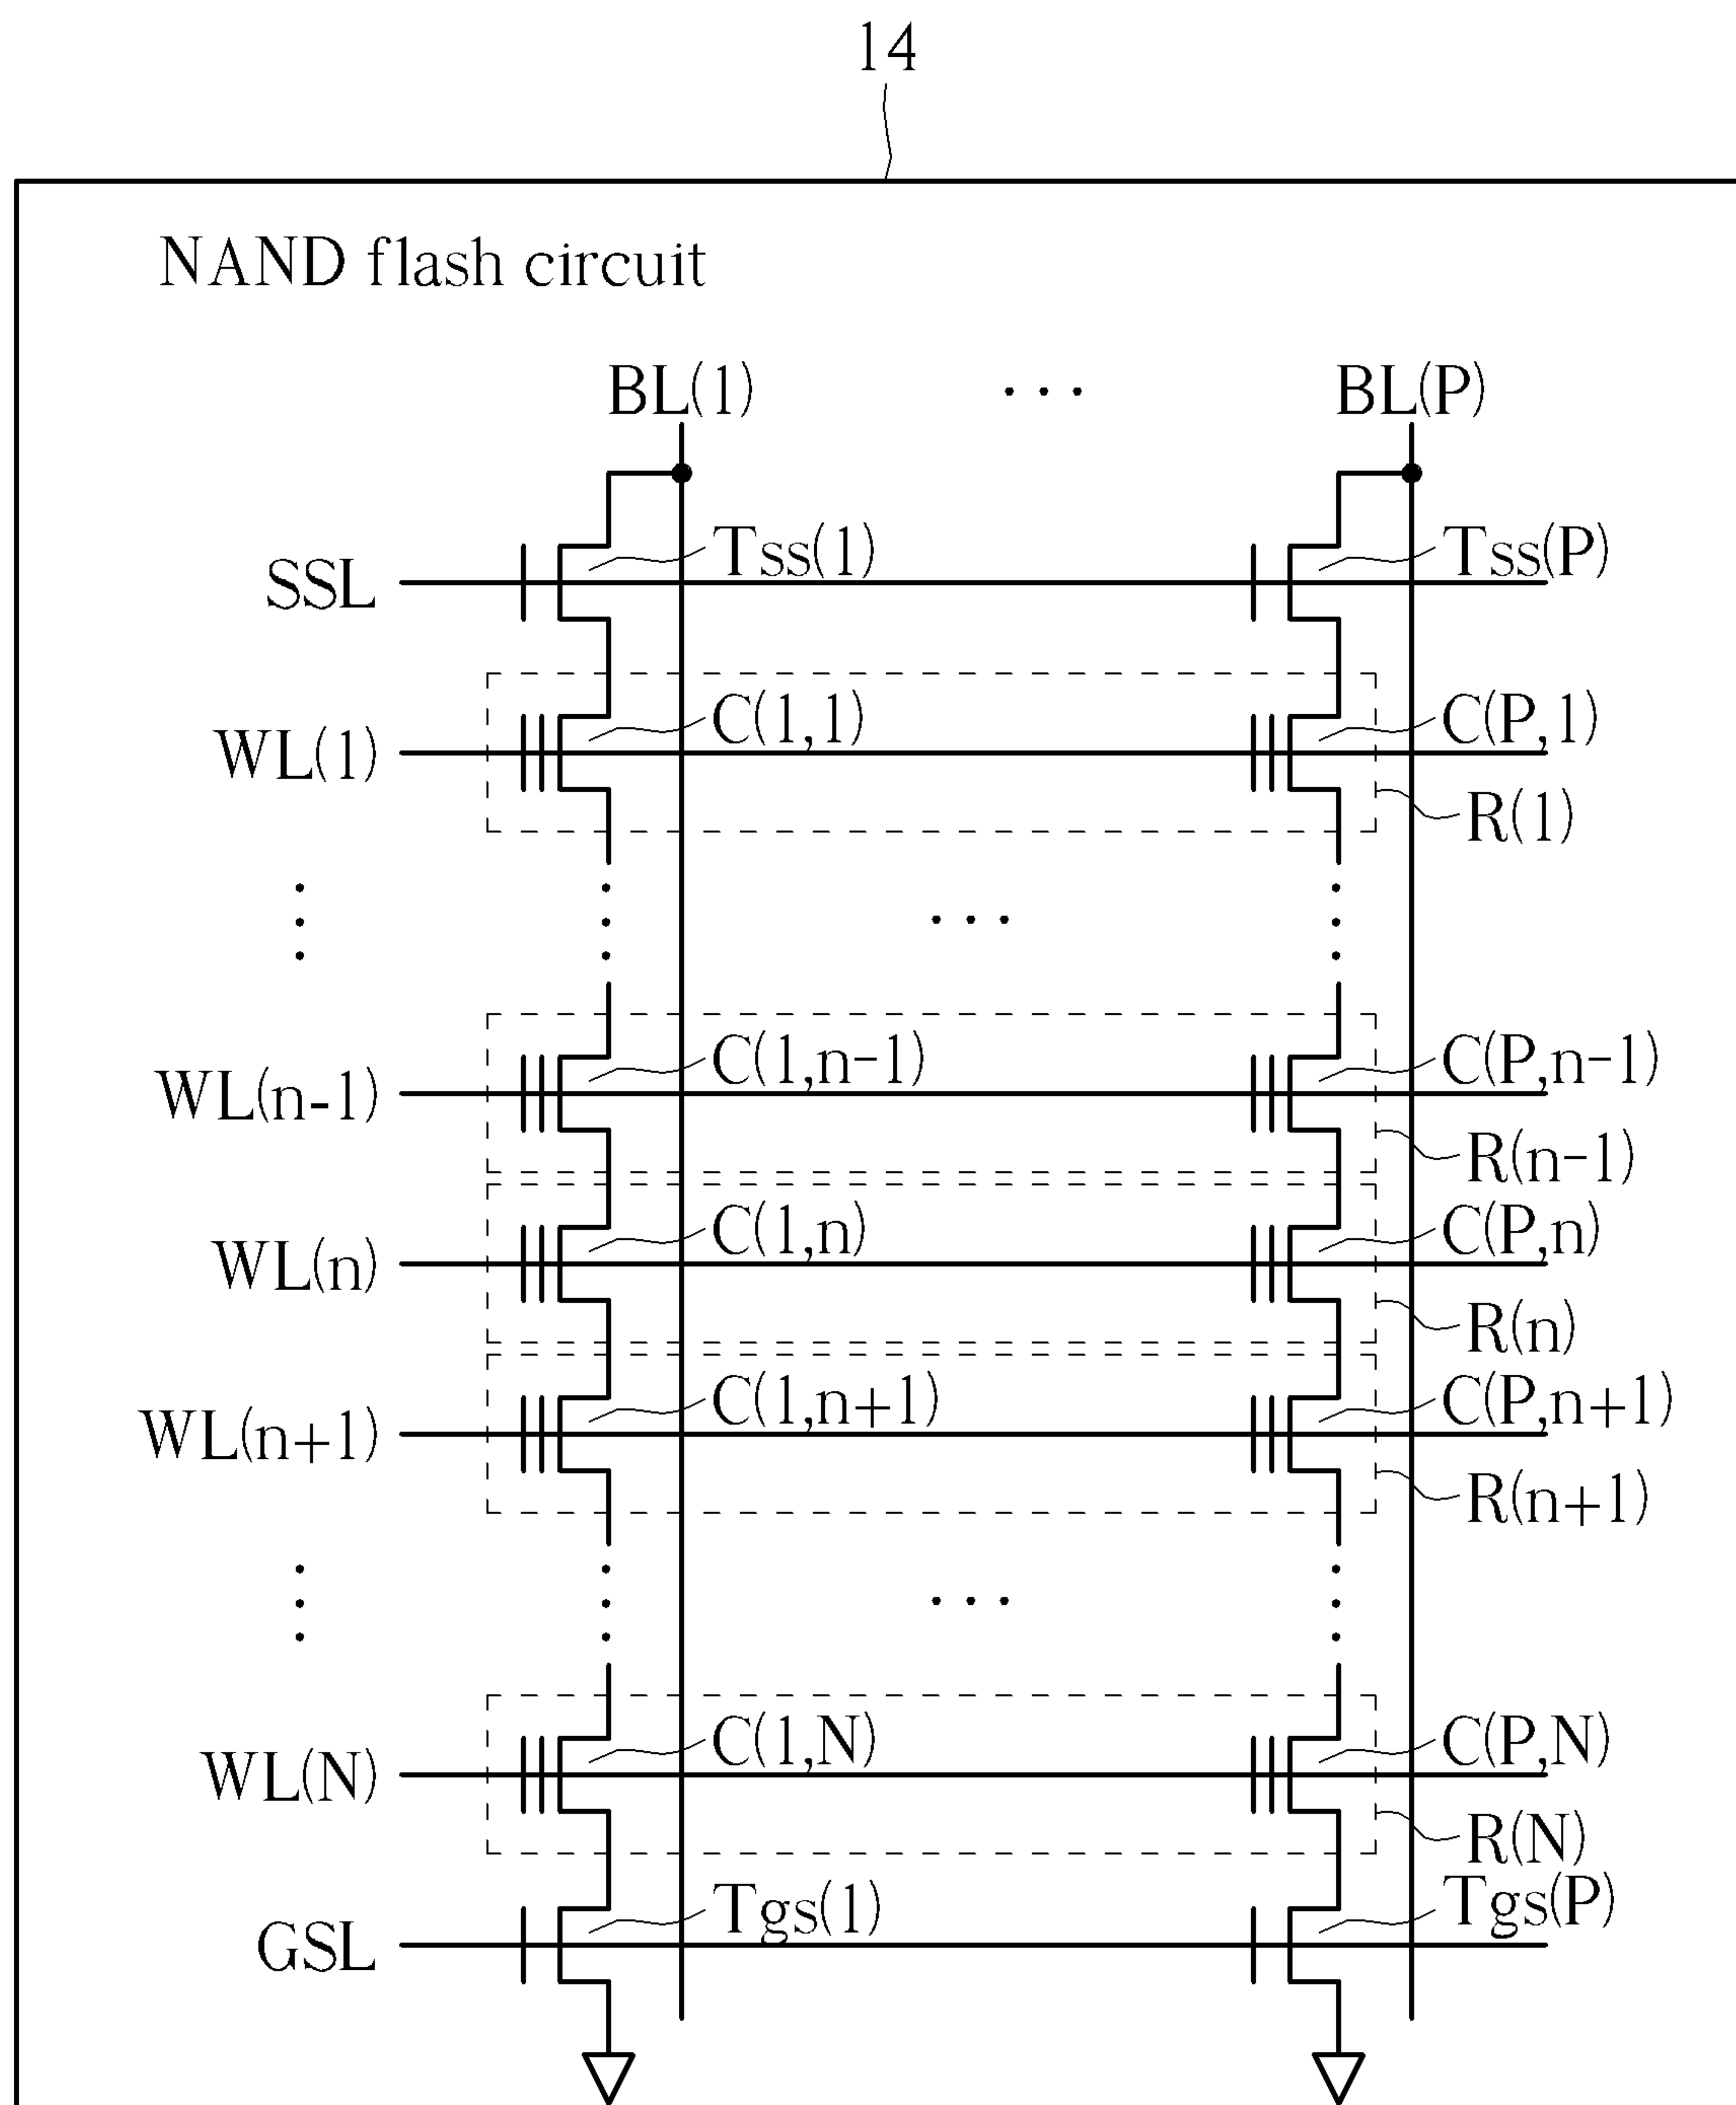 14
NAND flash circuit
BL(1) ... BL(P)
SSL Tss(1) Tss(P)
WL(1) C(1,1) C(P,1)
R(1)
WL(n-1) C(1,n-1) C(P,n-1)
R(n-1)
WL(n) C(1,n) C(P,n)
R(n)
WL(n+1) C(1,n+1) C(P,n+1)
R(n+1)
WL(N) C(1,N) C(P,N)
R(N)
GSL Tgs(1) Tgs(P)